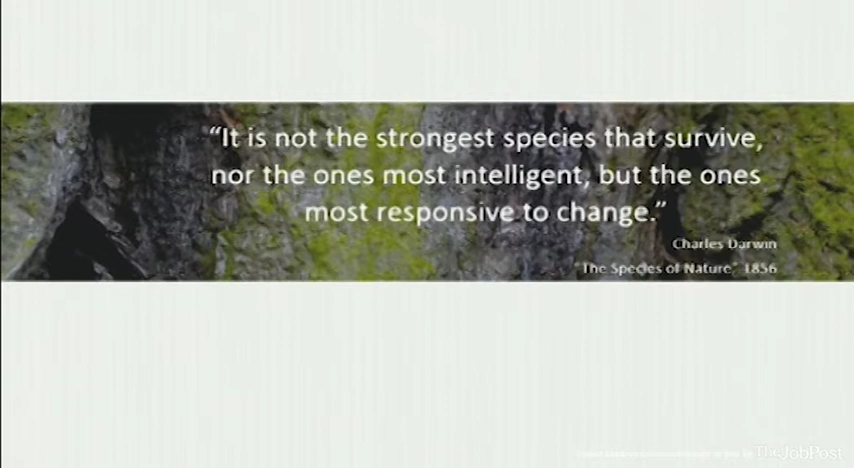 “It is not the strongest species that survive,
nor the ones most intelligent, but the ones
most responsive to change.”
Charles Darwin
"The Species of Nature," 1856
TheJobPost